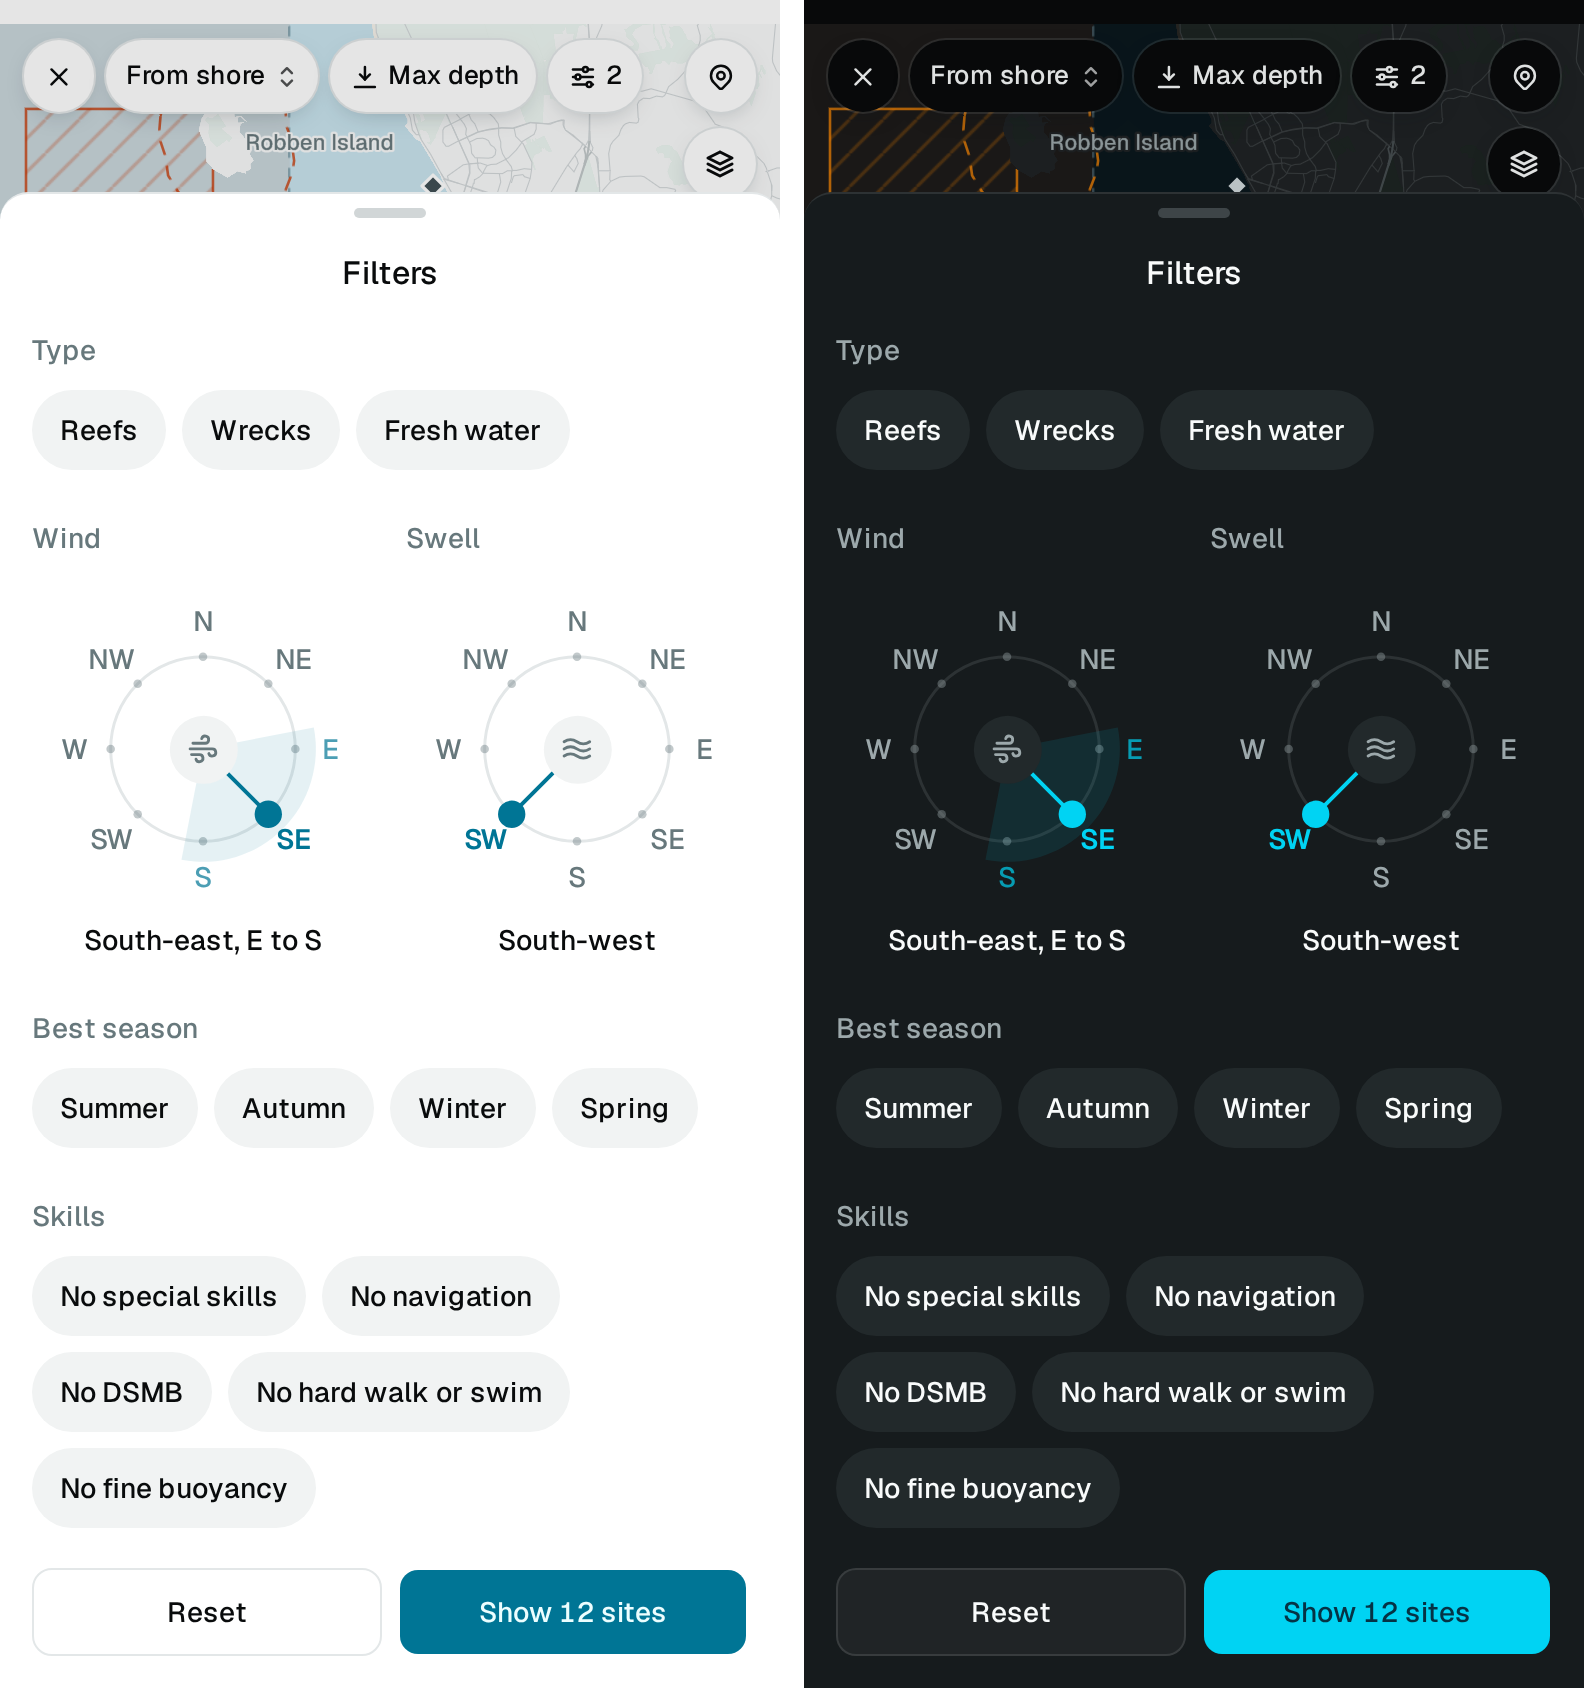 From shore
Max depth
2
Robben Island
Filters
Type
Reefs
Wrecks
Fresh water
Wind
Swell
N
NW
NE
W
E
SW
SE
S
South-east, E to S
N
NW
NE
W
E
SW
SE
S
South-west
Best season
Summer
Autumn
Winter
Spring
Skills
No special skills
No navigation
No DSMB
No hard walk or swim
No fine buoyancy
Reset
Show 12 sites
From shore
Max depth
2
Robben Island
Filters
Type
Reefs
Wrecks
Fresh water
Wind
Swell
N
NW
NE
W
E
SW
SE
S
South-east, E to S
N
NW
NE
W
E
SW
SE
S
South-west
Best season
Summer
Autumn
Winter
Spring
Skills
No special skills
No navigation
No DSMB
No hard walk or swim
No fine buoyancy
Reset
Show 12 sites